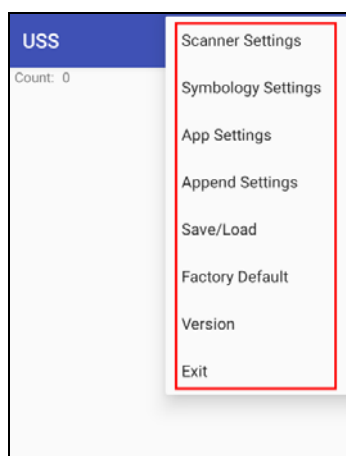 USS
Count: 0
Scanner Settings
Symbology Settings
App Settings
Append Settings
Save/Load
Factory Default
Version
Exit